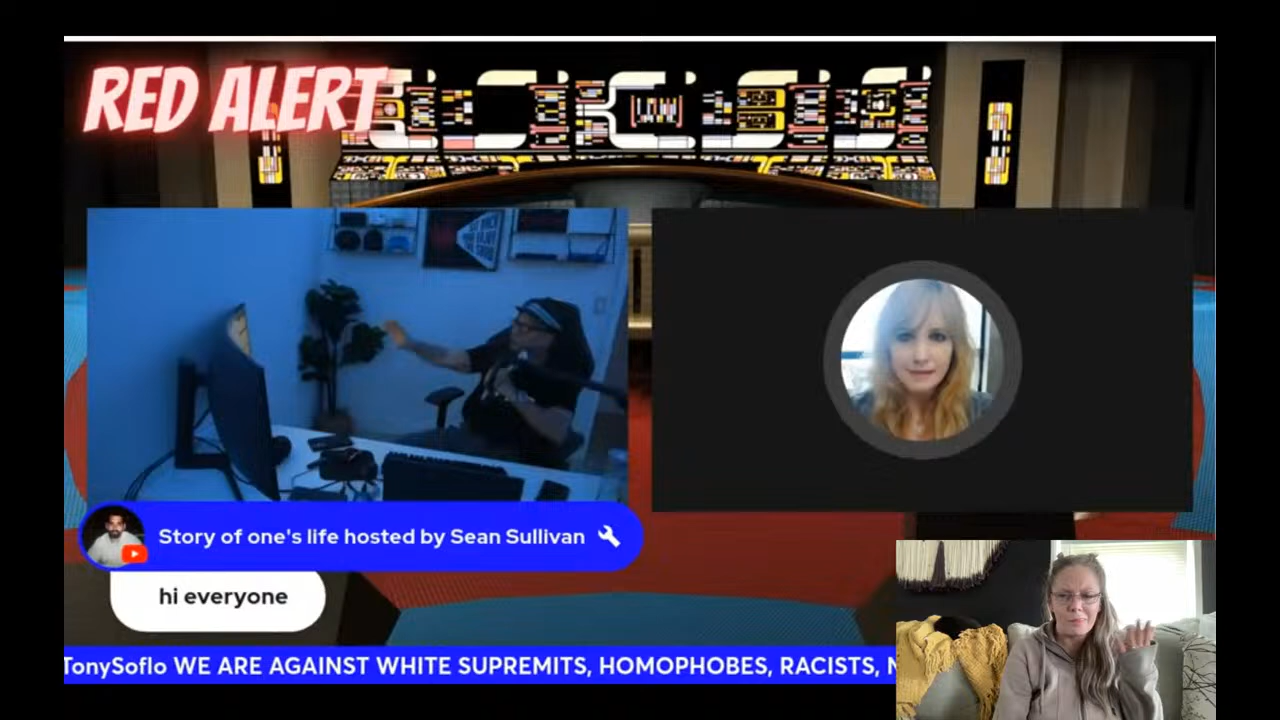 RED ALERT
Story of one's life hosted by Sean Sullivan
hi everyone
TonySoflo WE ARE AGAINST WHITE SUPREMITS, HOMOPHOBES, RACISTS,